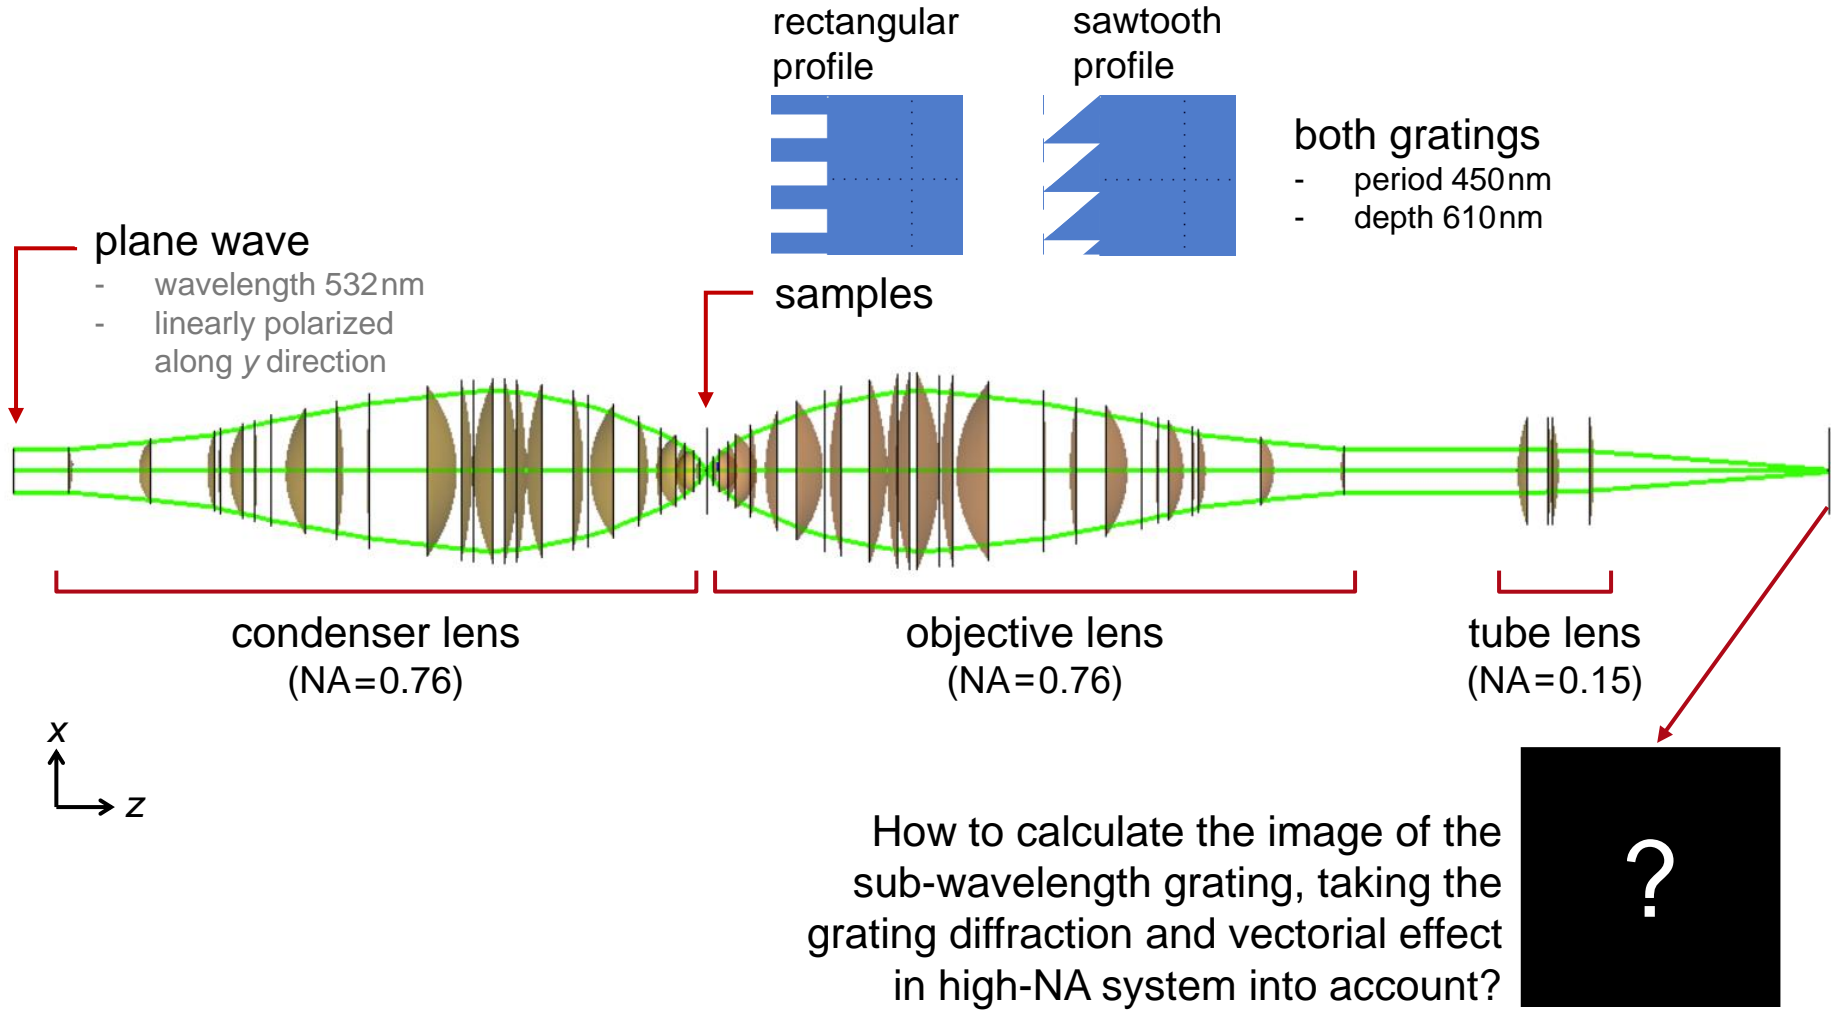 rectangular
profile
sawtooth
profile
both gratings
- period 450nm
- depth 610nm
plane wave
- wavelength 532nm
- linearly polarized
along y direction
samples
condenser lens
(NA=0.76)
objective lens
(NA=0.76)
tube lens
(NA=0.15)
x
z
How to calculate the image of the
sub-wavelength grating, taking the
grating diffraction and vectorial effect
in high-NA system into account?
?